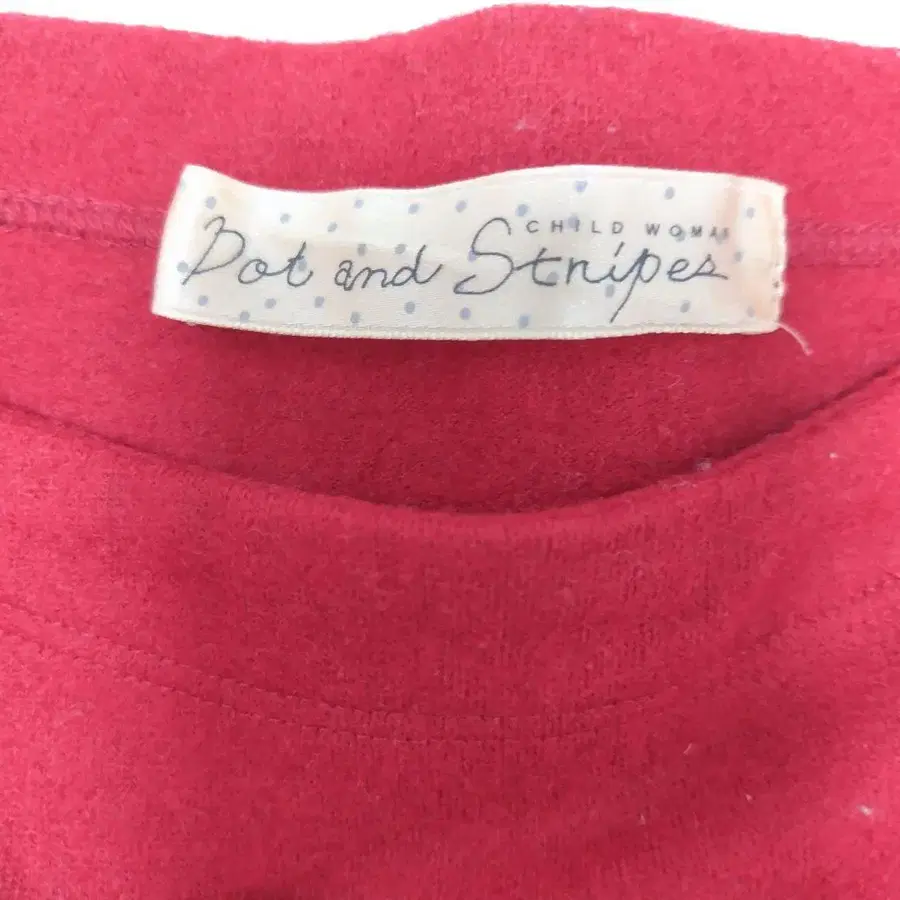 CHILD WOMAN
Dot and Stripes